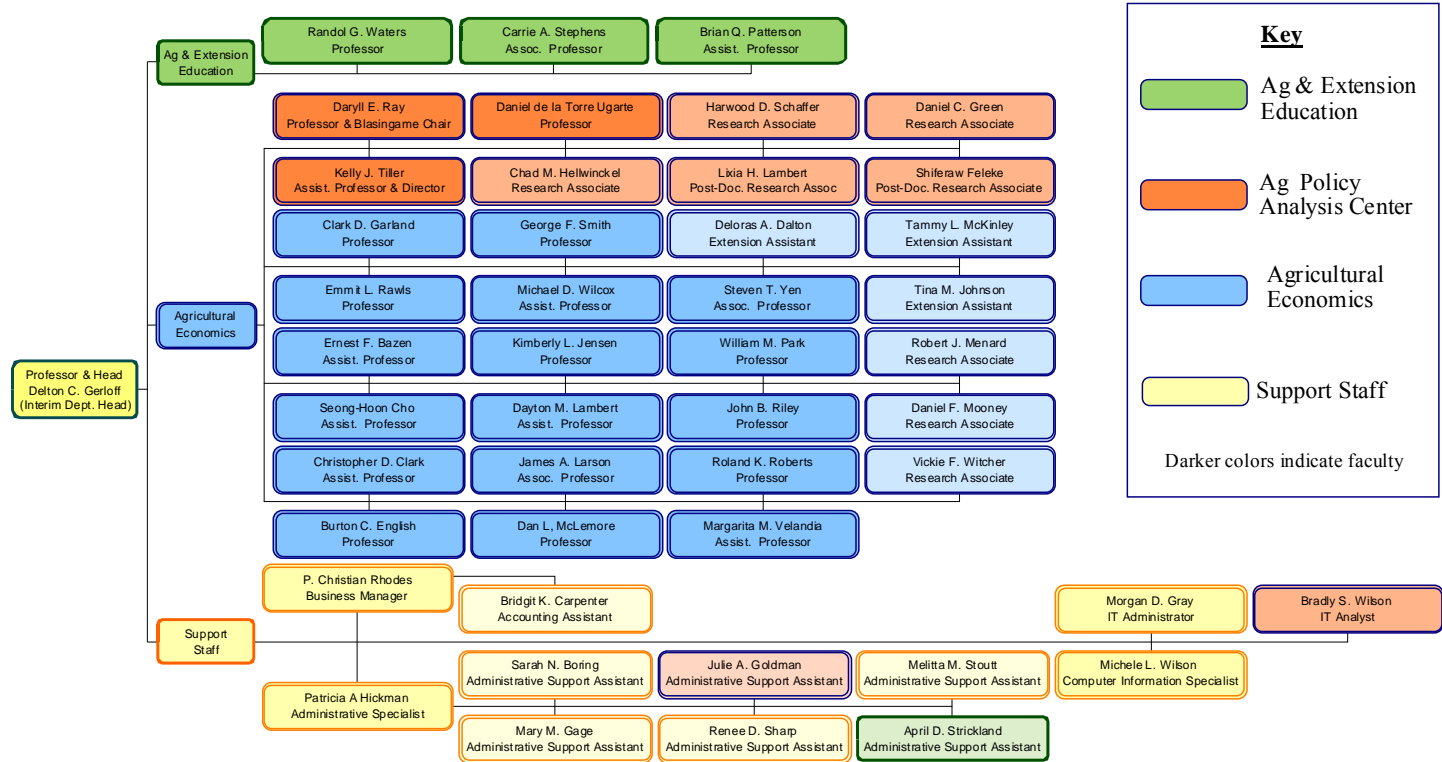 Randol G. Waters
Professor
Carrie A. Stephens
Assoc. Professor
Brian Q. Patterson
Assist. Professor
Ag & Extension
Education
Daryll E. Ray
Professor & Blasingame Chair
Daniel de la Torre Ugarte
Professor
Harwood D. Schaffer
Research Associate
Daniel C. Green
Research Associate
Kelly J. Tiller
Assist. Professor & Director
Chad M. Hellwinckel
Research Associate
Lixia H. Lambert
Post-Doc. Research Assoc
Shiferaw Feleke
Post-Doc. Research Associate
Clark D. Garland
Professor
George F. Smith
Professor
Deloras A. Dalton
Extension Assistant
Tammy L. McKinley
Extension Assistant
Emmit L. Rawls
Professor
Michael D. Wilcox
Assist. Professor
Steven T. Yen
Assoc. Professor
Tina M. Johnson
Extension Assistant
Agricultural
Economics
Ernest F. Bazen
Assist. Professor
Kimberly L. Jensen
Professor
William M. Park
Professor
Robert J. Menard
Research Associate
Professor & Head
Delton C. Gerloff
(Interim Dept. Head)
Seong-Hoon Cho
Assist. Professor
Dayton M. Lambert
Assist. Professor
John B. Riley
Professor
Daniel F. Mooney
Research Associate
Christopher D. Clark
Assist. Professor
James A. Larson
Assoc. Professor
Roland K. Roberts
Professor
Vickie F. Witcher
Research Associate
Burton C. English
Professor
Dan L, McLemore
Professor
Margarita M. Velandia
Assist. Professor
P. Christian Rhodes
Business Manager
Bridgit K. Carpenter
Accounting Assistant
Morgan D. Gray
IT Administrator
Bradly S. Wilson
IT Analyst
Support
Staff
Sarah N. Boring
Administrative Support Assistant
Julie A. Goldman
Administrative Support Assistant
Melitta M. Stoutt
Administrative Support Assistant
Michele L. Wilson
Computer Information Specialist
Patricia A Hickman
Administrative Specialist
Mary M. Gage
Administrative Support Assistant
Renee D. Sharp
Administrative Support Assistant
April D. Strickland
Administrative Support Assistant
Key
Ag & Extension
Education
Ag Policy
Analysis Center
Agricultural
Economics
Support Staff
Darker colors indicate faculty